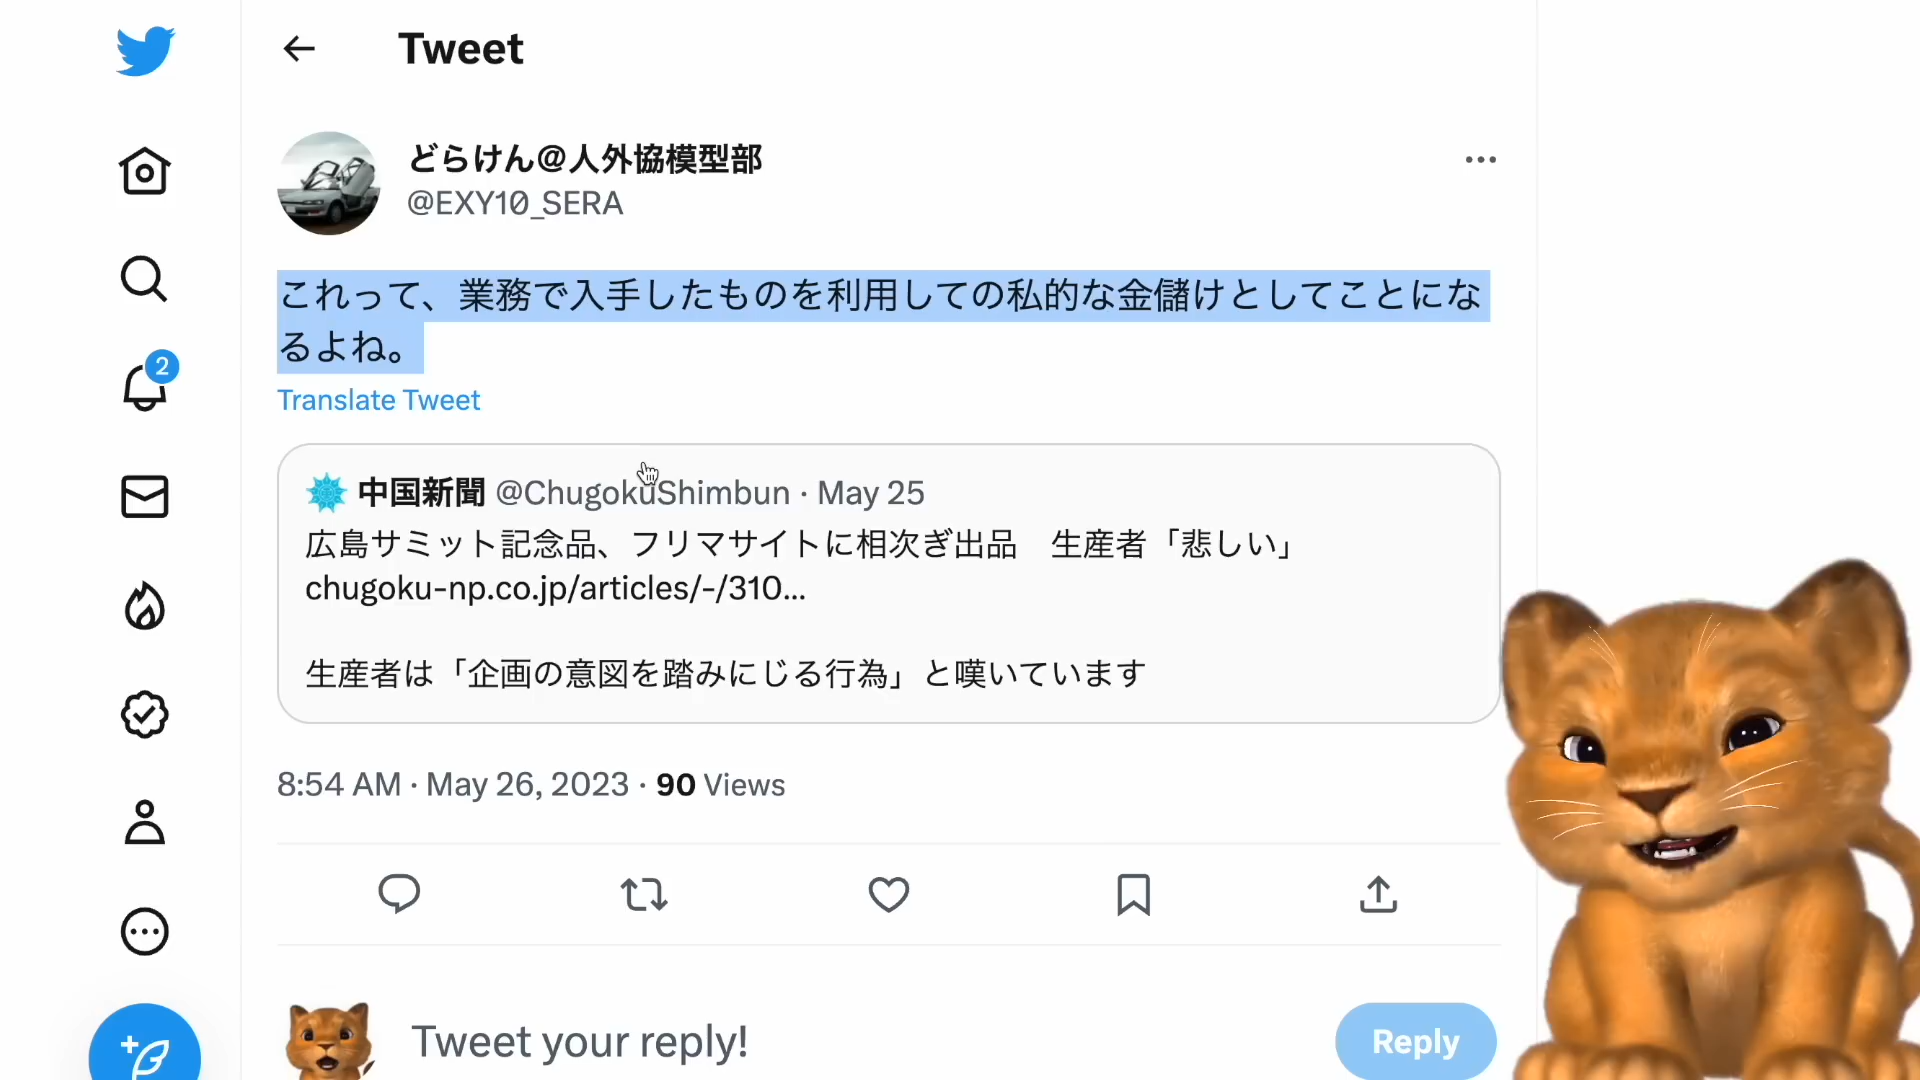 Tweet
どらけん@人外協模型部
@EXY10_SERA
これって、業務で入手したものを利用しての私的な金儲けとしてことにな
るよね。
Translate Tweet
2
中国新聞 @ChugokuShimbun · May 25
広島サミット記念品、フリマサイトに相次ぎ出品　生産者「悲しい」
chugoku-np.co.jp/articles/-/310...
生産者は「企画の意図を踏みにじる行為」と嘆いています
8:54 AM · May 26, 2023 · 90 Views
Tweet your reply!
Reply